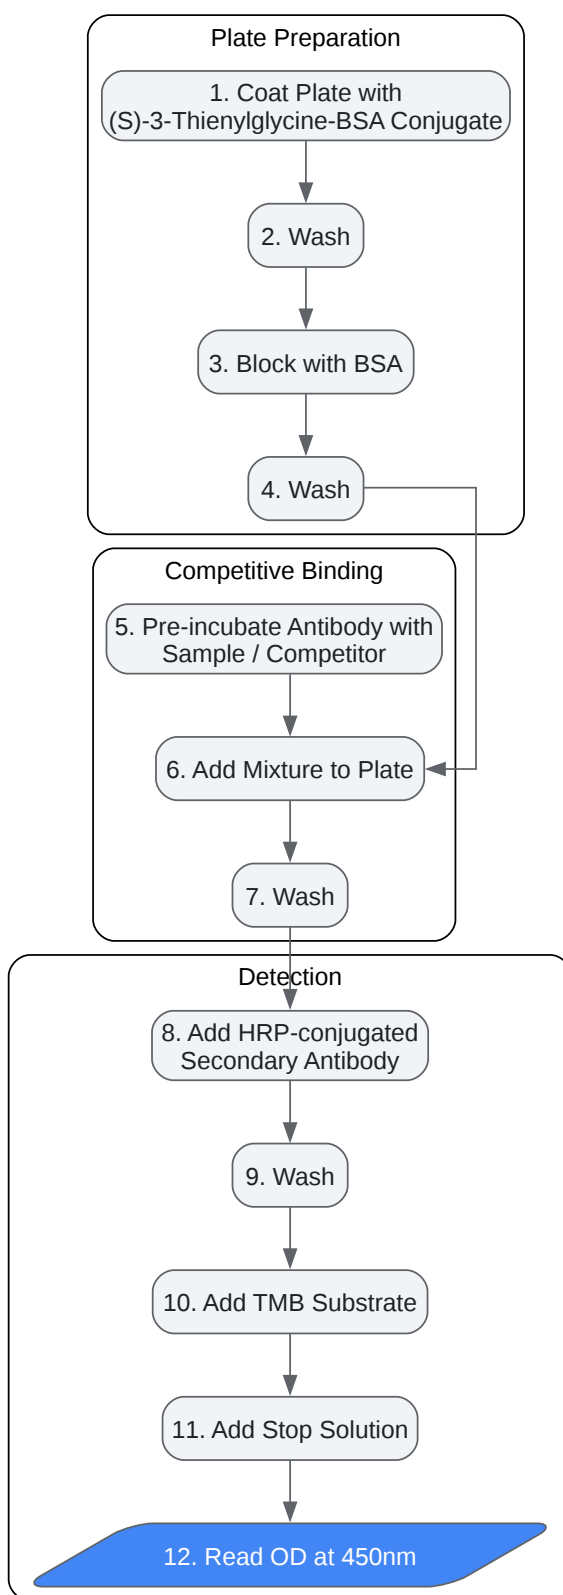 Plate Preparation
1. Coat Plate with
(S)-3-Thienylglycine-BSA Conjugate
2. Wash
3. Block with BSA
4. Wash
Competitive Binding
5. Pre-incubate Antibody with
Sample / Competitor
6. Add Mixture to Plate
7. Wash
Detection
8. Add HRP-conjugated
Secondary Antibody
9. Wash
10. Add TMB Substrate
11. Add Stop Solution
12. Read OD at 450nm